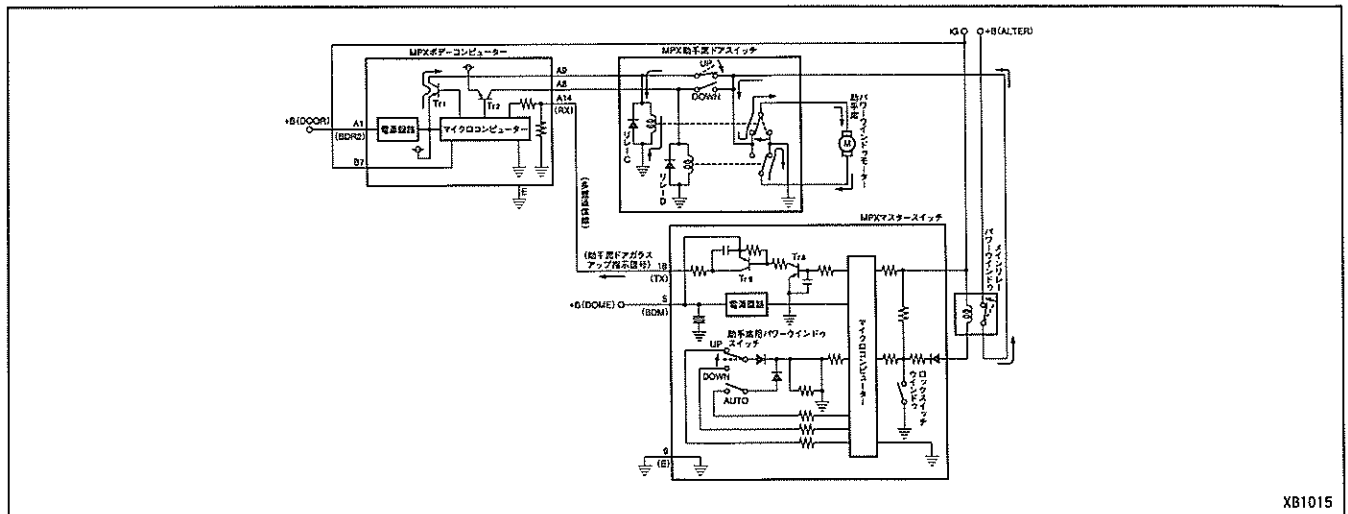 IG
+B(ALTER)
MPXボデーコンピューター
MPX助手席ドアスイッチ
A9
A8
A14
(RX)
Tr1
Tr2
+B(DOOR)
A1
(BDR2)
電源回路
マイクロコンピューター
B7
E
UP
DOWN
リレーC
リレーD
助手席
パワーウインドウモーター
M
(多重通信線)
MPXマスタースイッチ
(助手席ドアガラス
アップ指示信号)
18
(TX)
+B(DOME)
5
(BDM)
電源回路
マイクロコンピューター
助手席用パワーウインドウ
スイッチ
UP
DOWN
AUTO
ウインドウ
ロックスイッチ
パワーウインドウ
メインリレー
9
(E)
XB1015